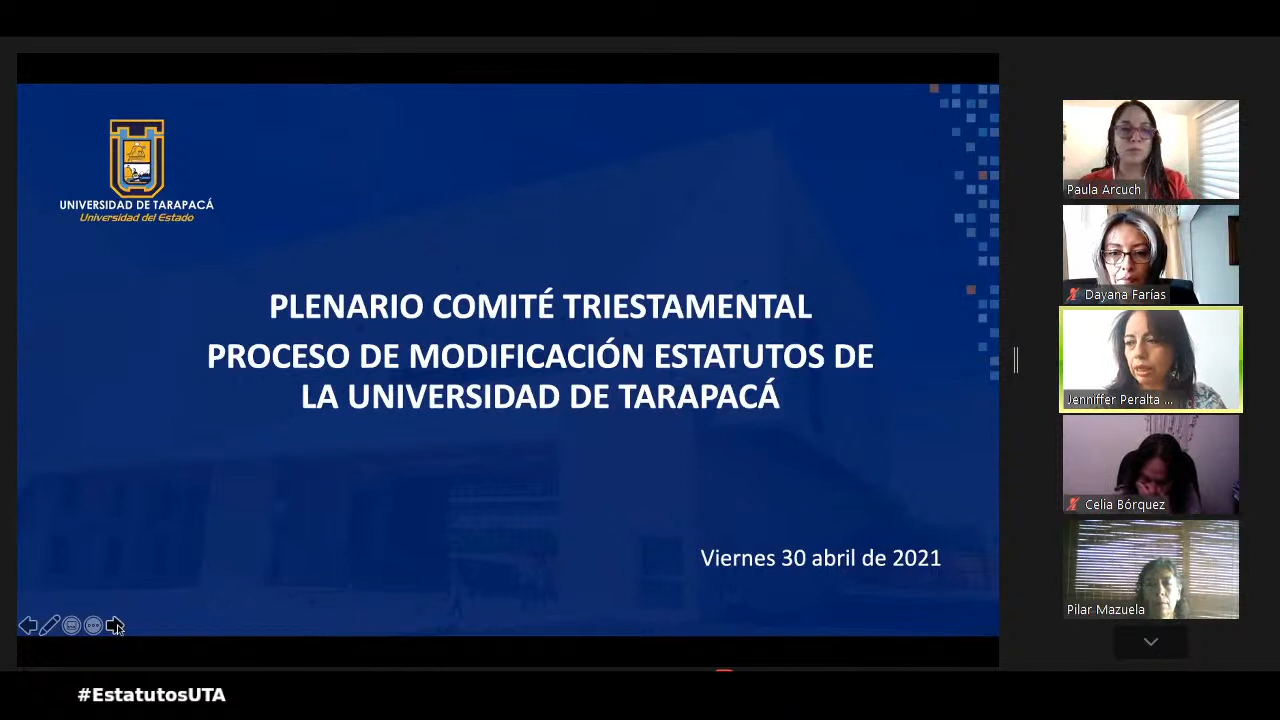 UNIVERSIDAD DE TARAPACÁ
Universidad del Estado
PLENARIO COMITÉ TRIESTAMENTAL
PROCESO DE MODIFICACIÓN ESTATUTOS DE
LA UNIVERSIDAD DE TARAPACÁ
Viernes 30 abril de 2021
Paula Arcuch
Dayana Farías
Jenniffer Peralta ...
Celia Bórquez
Pilar Mazuela
#EstatutosUTA